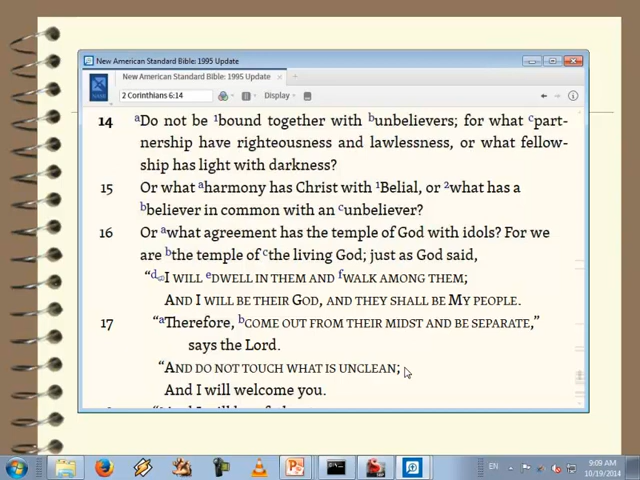 New American Standard Bible: 1995 Update
New American Standard Bible: 1995 Update
2 Corinthians 6:14 Display
14 aDo not be 1bound together with bunbelievers; for what cpart-
nership have righteousness and lawlessness, or what fellow-
ship has light with darkness?
15 Or what aharmony has Christ with 1Belial, or 2what has a
bbeliever in common with an cunbeliever?
16 Or awhat agreement has the temple of God with idols? For we
are bthe temple of cthe living God; just as God said,
“dI WILL eDWELL IN THEM AND fWALK AMONG THEM;
AND I WILL BE THEIR GOD, AND THEY SHALL BE MY PEOPLE.
17 “aTherefore, bCOME OUT FROM THEIR MIDST AND BE SEPARATE,”
says the Lord.
“AND DO NOT TOUCH WHAT IS UNCLEAN;
And I will welcome you.
EN 9:09 AM
10/19/2014